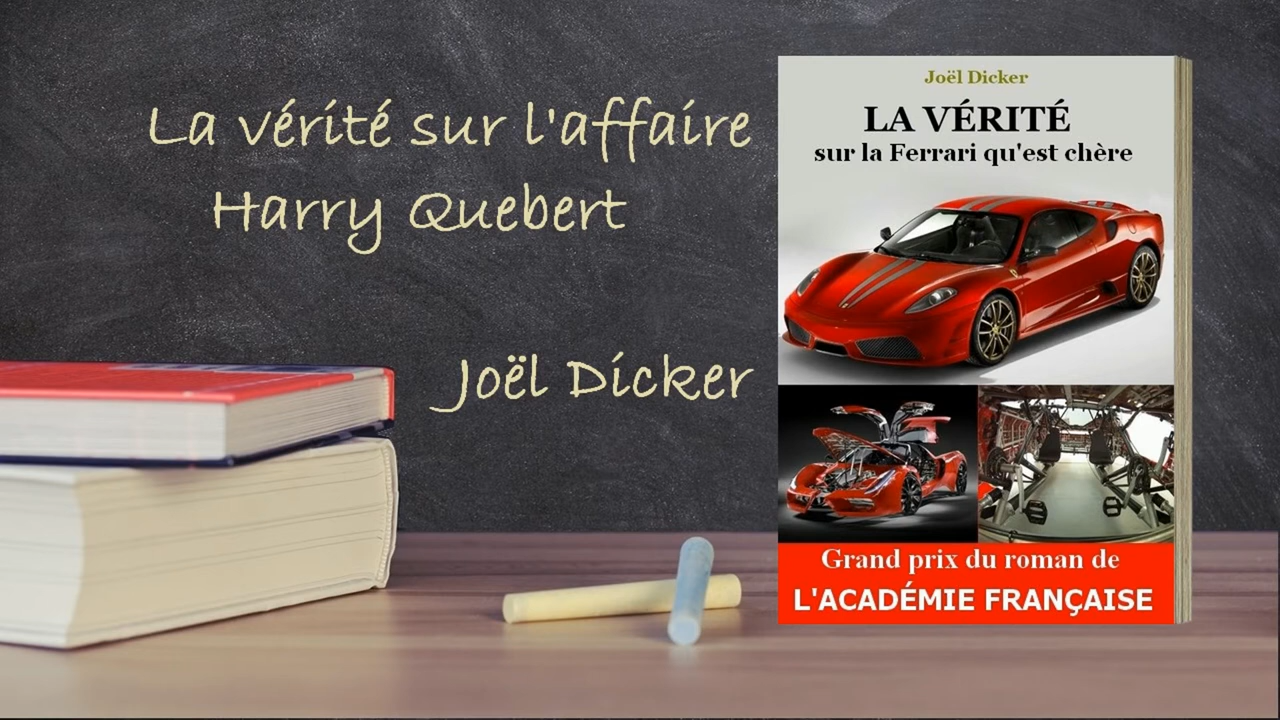 La vérité sur l'affaire
Harry Quebert
Joël Dicker
Joël Dicker
LA VÉRITÉ
sur la Ferrari qu'est chère
Grand prix du roman de
L'ACADÉMIE FRANÇAISE